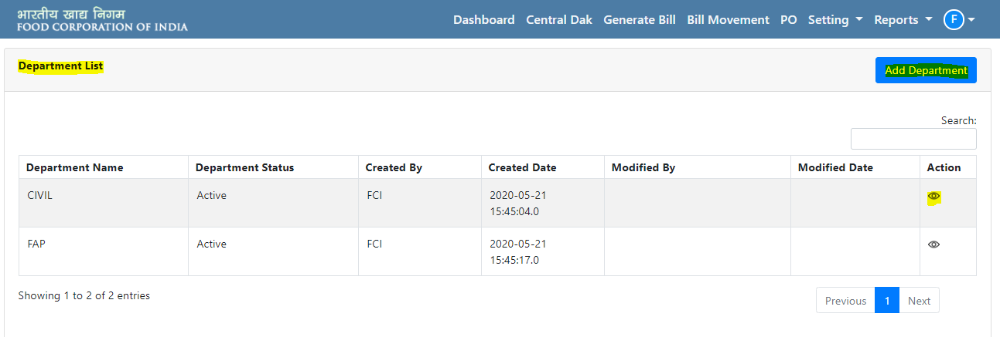 भारतीय खाद्य निगम
FOOD CORPORATION OF INDIA
Dashboard Central Dak Generate Bill Bill Movement PO Setting Reports F
Department List
Add Department
Search:
Department Name Department Status Created By Created Date Modified By Modified Date Action
CIVIL Active FCI 2020-05-21
15:45:04.0
FAP Active FCI 2020-05-21
15:45:17.0
Showing 1 to 2 of 2 entries
Previous 1 Next